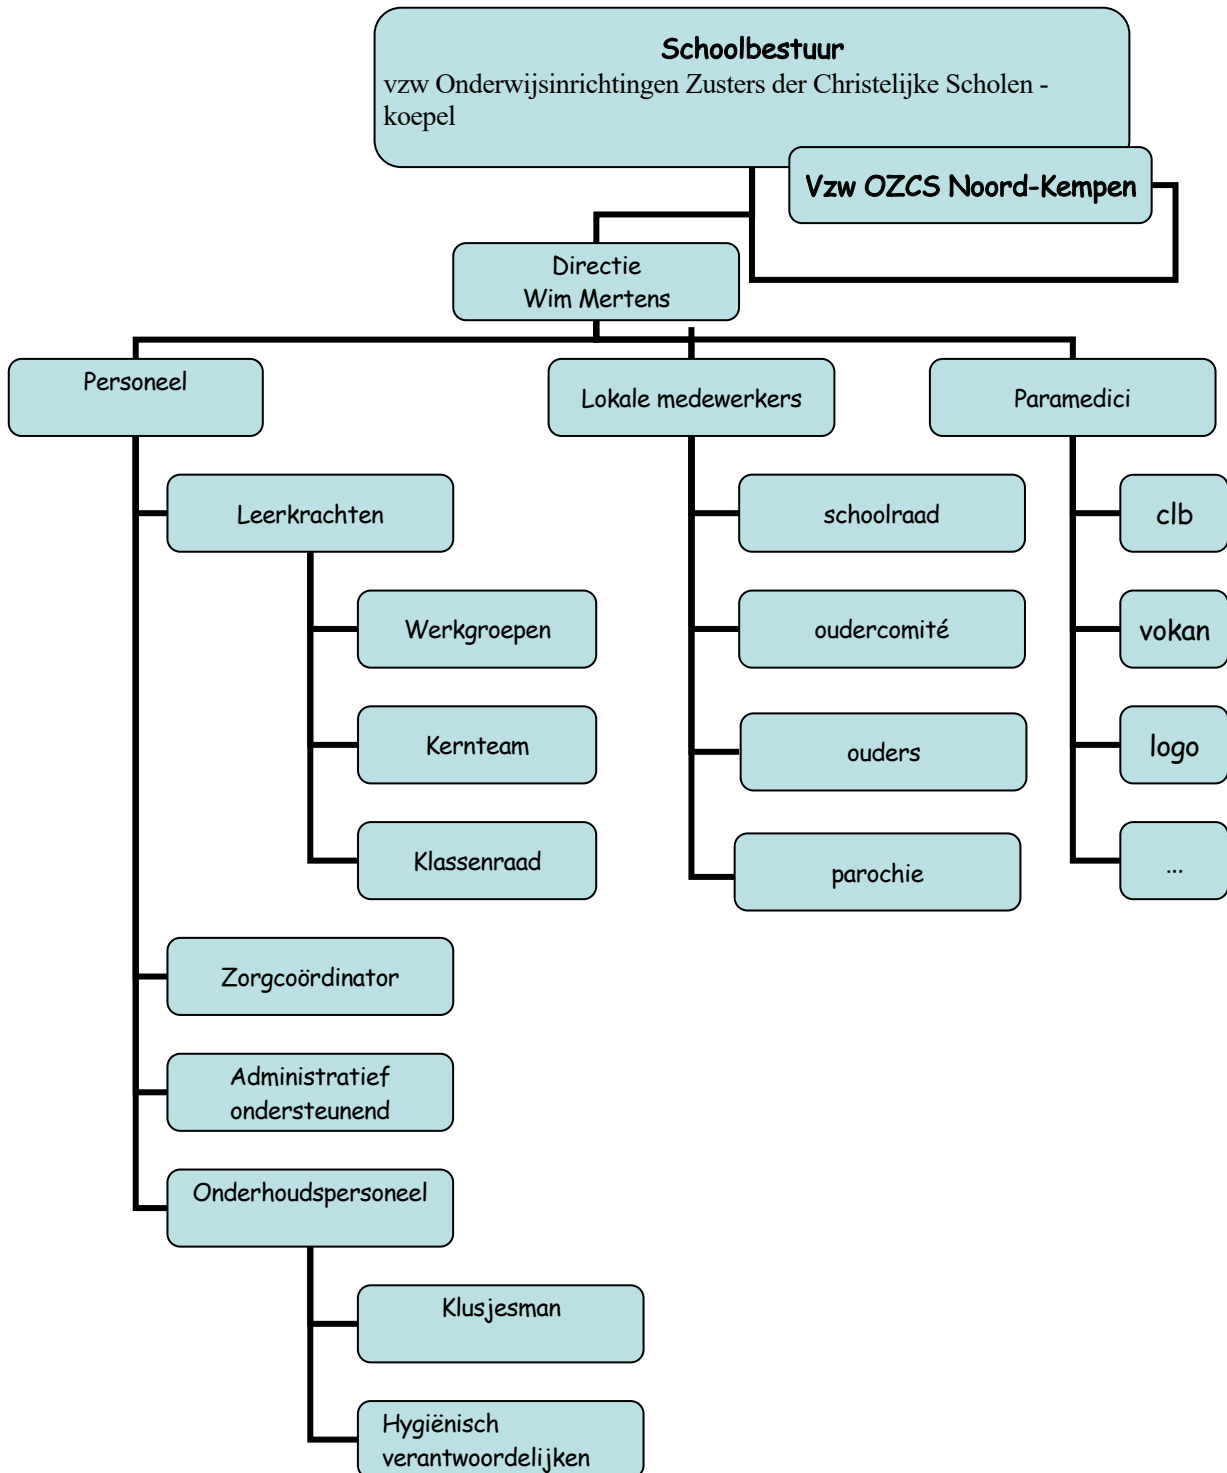 Schoolbestuur
vzw Onderwijsinrichtingen Zusters der Christelijke Scholen -
koepel
Vzw OZCS Noord-Kempen
Directie
Wim Mertens
Personeel
Lokale medewerkers
Paramedici
Leerkrachten
schoolraad
clb
Werkgroepen
oudercomité
vokan
Kernteam
ouders
logo
Klassenraad
parochie
...
Zorgcoördinator
Administratief
ondersteunend
Onderhoudspersoneel
Klusjesman
Hygiënisch
verantwoordelijken